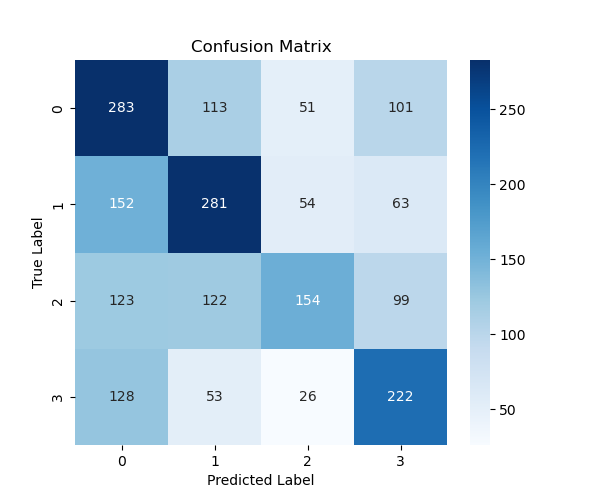 Confusion Matrix
0 283 113 51 101
1 152 281 54 63
2 123 122 154 99
3 128 53 26 222
0 1 2 3
True Label
Predicted Label
250
200
150
100
50